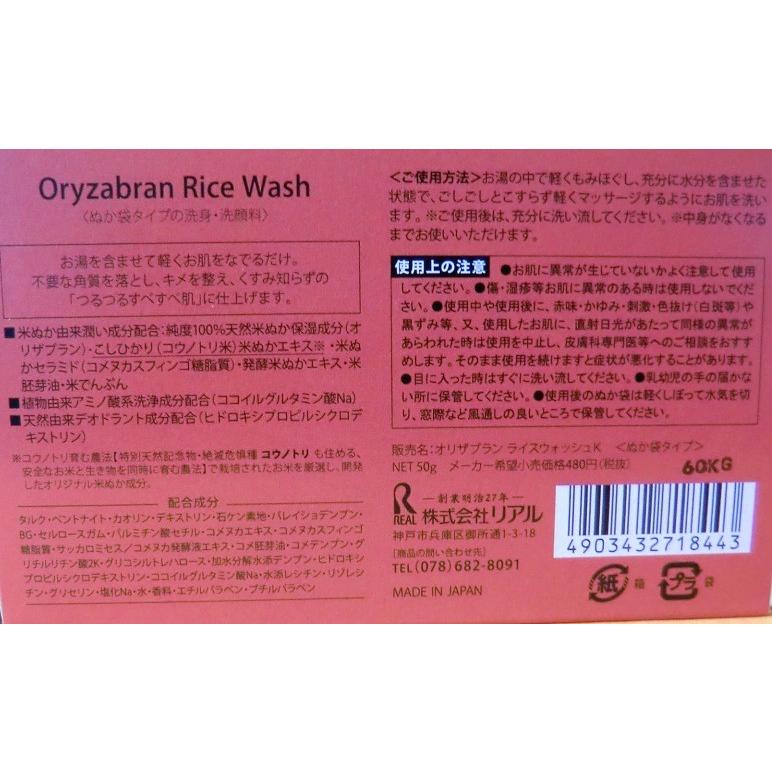 Oryzabran Rice Wash
〈ぬか袋タイプの洗身・洗顔料〉
お湯を含ませて軽くお肌をなでるだけ。
不要な角質を落とし、キメを整え、くすみ知らずの
「つるつるすべすべ肌」に仕上げます。
■米ぬか由来潤い成分配合：純度100%天然米ぬか保湿成分（オ
リザブラン）・こしひかり（コウノトリ米）米ぬかエキス※・米ぬ
かセラミド（コメヌカスフィンゴ糖脂質）・発酵米ぬかエキス・米
胚芽油・米でんぷん
■植物由来アミノ酸系洗浄成分配合（ココイルグルタミン酸Na）
■天然由来デオドラント成分配合（ヒドロキシプロピルシクロデ
キストリン）
※コウノトリ育む農法【特別天然記念物・絶滅危惧種 コウノトリ も住める、
安全なお米と生き物を同時に育む農法】で栽培されたお米を厳選し、開発
したオリジナル米ぬか成分。
配合成分
タルク・ベントナイト・カオリン・デキストリン・石ケン素地・バレイショデンプン・
BG・セルロースガム・パルミチン酸セチル・コメヌカエキス・コメヌカスフィンゴ
糖脂質・サッカロミセス/コメヌカ発酵液エキス・コメ胚芽油・コメデンプン・グ
リチルリチン酸2K・グリコシルトレハロース・加水分解水添デンプン・ヒドロキシ
プロピルシクロデキストリン・ココイルグルタミン酸Na・水添レシチン・リゾレシ
チン・グリセリン・塩化Na・水・香料・エチルパラベン・ブチルパラベン
＜ご使用方法＞お湯の中で軽くもみほぐし、充分に水分を含ませた
状態で、ごしごしとこすらず軽くマッサージするようにお肌を洗い
ます。※ご使用後は、充分に洗い流してください。※中身がなくなる
までお使いいただけます。
使用上の注意 ●お肌に異常が生じていないかよく注意して使用
してください。●傷・湿疹等お肌に異常のある時は使用しないでくだ
さい。●使用中や使用後に、赤味・かゆみ・刺激・色抜け（白斑等）や
黒ずみ等、又、使用したお肌に、直射日光があたって同様の異常が
あらわれた時は使用を中止し、皮膚科専門医等へのご相談をおすす
めします。そのまま使用を続けますと症状が悪化することがあります。
●目に入った時はすぐに洗い流してください。●乳幼児の手の届かな
い所に保管してください。●使用後のぬか袋は軽くしぼって水気を切
り、窓際など風通しの良いところで保管してください。
販売名：オリザブラン ライスウォッシュK 〈ぬか袋タイプ〉
NET 50g メーカー希望小売価格480円（税抜） 60KG
R REAL
―創業明治27年―
株式会社リアル
神戸市兵庫区御所通1-3-18
〔商品の問い合わせ先〕
TEL（078）682-8091
MADE IN JAPAN
4903432718443
紙 箱 プラ 袋